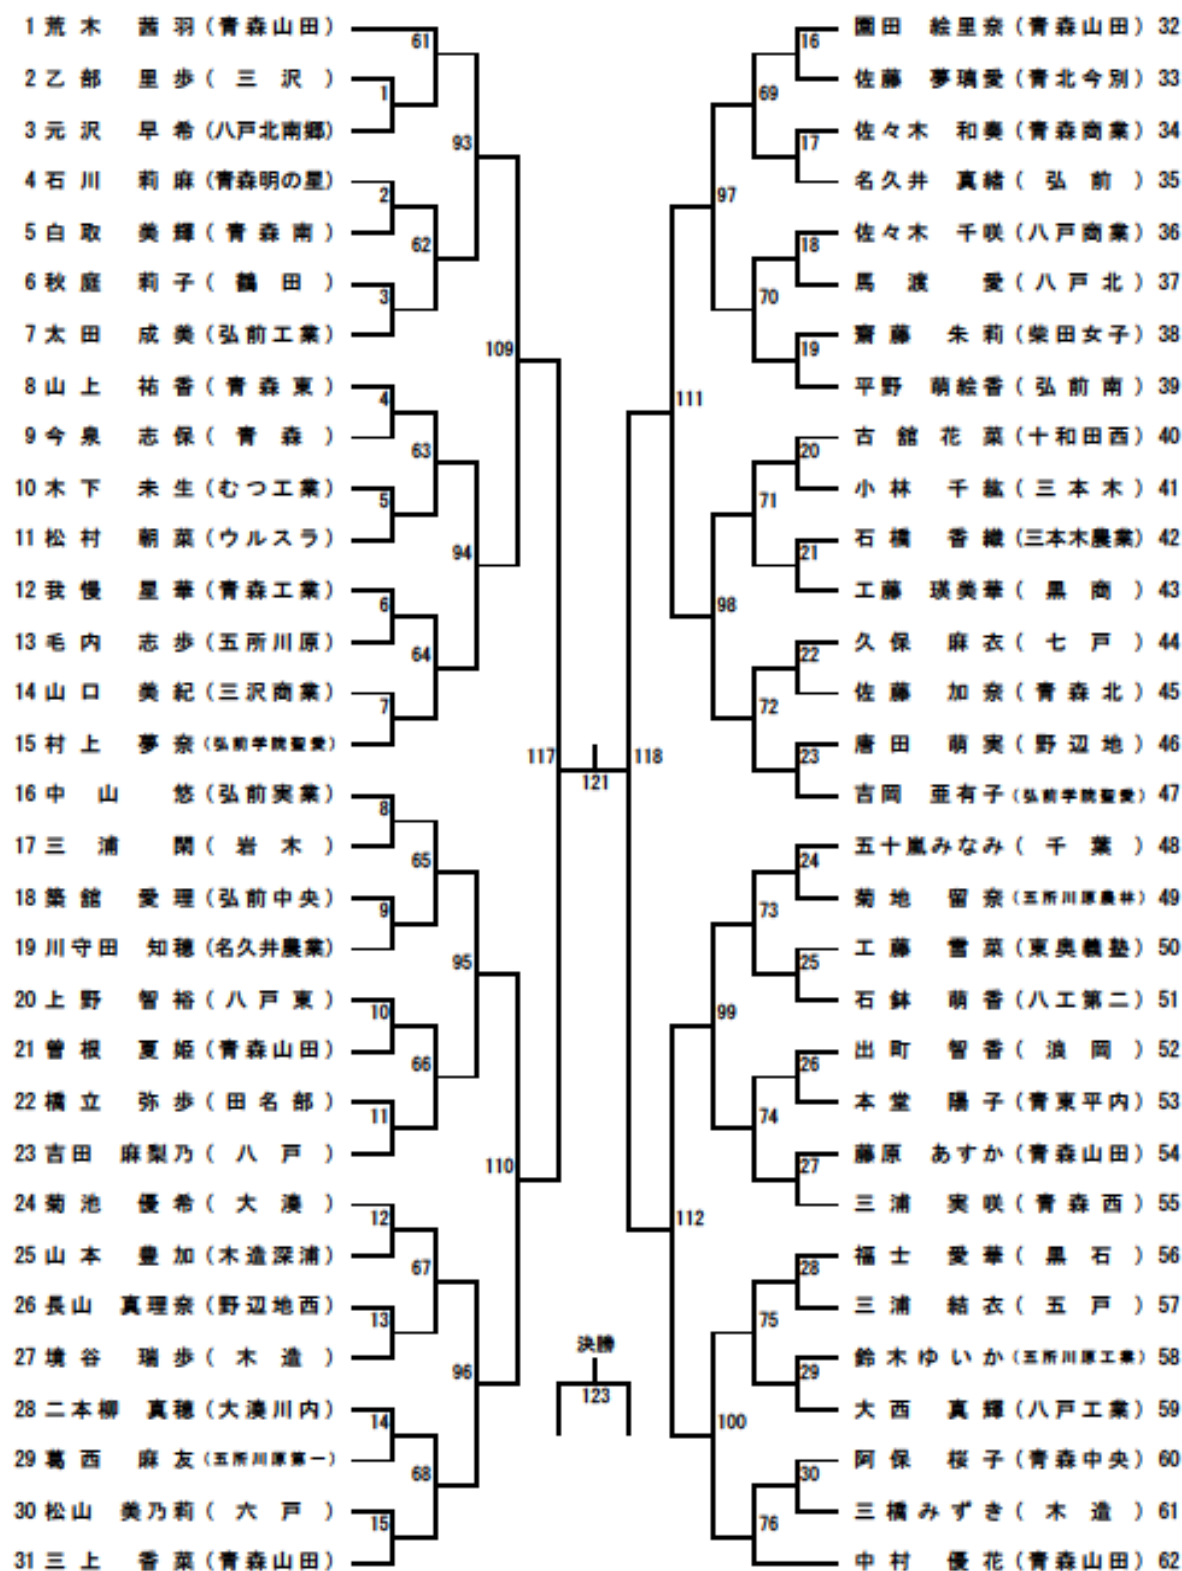 1 荒木 茜羽 (青森山田)
2 乙部 里歩 (三沢)
3 元沢 早希 (八戸北南郷)
4 石川 莉麻 (青森明の星)
5 白取 美輝 (青森南)
6 秋庭 莉子 (鶴田)
7 太田 成美 (弘前工業)
8 山上 祐香 (青森東)
9 今泉 志保 (青森)
10 木下 未生 (むつ工業)
11 松村 朝菜 (ウルスラ)
12 我慢 星華 (青森工業)
13 毛内 志歩 (五所川原)
14 山口 美紀 (三沢商業)
15 村上 夢奈 (弘前学院聖愛)
16 中山 悠 (弘前実業)
17 三浦 閑 (岩木)
18 築舘 愛理 (弘前中央)
19 川守田 知穂 (名久井農業)
20 上野 智裕 (八戸東)
21 曽根 夏姫 (青森山田)
22 橋立 弥歩 (田名部)
23 吉田 麻梨乃 (八戸)
24 菊池 優希 (大湊)
25 山本 豊加 (木造深浦)
26 長山 真理奈 (野辺地西)
27 境谷 瑞歩 (木造)
28 二本柳 真穂 (大湊川内)
29 葛西 麻友 (五所川原第一)
30 松山 美乃莉 (六戸)
31 三上 香菜 (青森山田)
61
1
93
2
62
3
109
4
63
5
94
6
64
7
117
8
65
9
95
10
66
11
110
12
67
13
96
14
68
15
121
決勝
123
16
69
17
97
18
70
19
111
20
71
21
98
22
72
23
118
24
73
25
99
26
74
27
112
28
75
29
100
30
76
園田 絵里奈 (青森山田) 32
佐藤 夢璃愛 (青北今別) 33
佐々木 和奏 (青森商業) 34
名久井 真緒 (弘前) 35
佐々木 千咲 (八戸商業) 36
馬渡 愛 (八戸北) 37
齋藤 朱莉 (柴田女子) 38
平野 萌絵香 (弘前南) 39
古舘 花菜 (十和田西) 40
小林 千紘 (三本木) 41
石橋 香織 (三本木農業) 42
工藤 瑛美華 (黒商) 43
久保 麻衣 (七戸) 44
佐藤 加奈 (青森北) 45
唐田 萌実 (野辺地) 46
吉岡 亜有子 (弘前学院聖愛) 47
五十嵐みなみ (千葉) 48
菊地 留奈 (五所川原農林) 49
工藤 雪菜 (東奥義塾) 50
石鉢 萌香 (八工第二) 51
出町 智香 (浪岡) 52
本堂 陽子 (青東平内) 53
藤原 あすか (青森山田) 54
三浦 実咲 (青森西) 55
福士 愛華 (黒石) 56
三浦 結衣 (五戸) 57
鈴木ゆいか (五所川原工業) 58
大西 真輝 (八戸工業) 59
阿保 桜子 (青森中央) 60
三橋みずき (木造) 61
中村 優花 (青森山田) 62